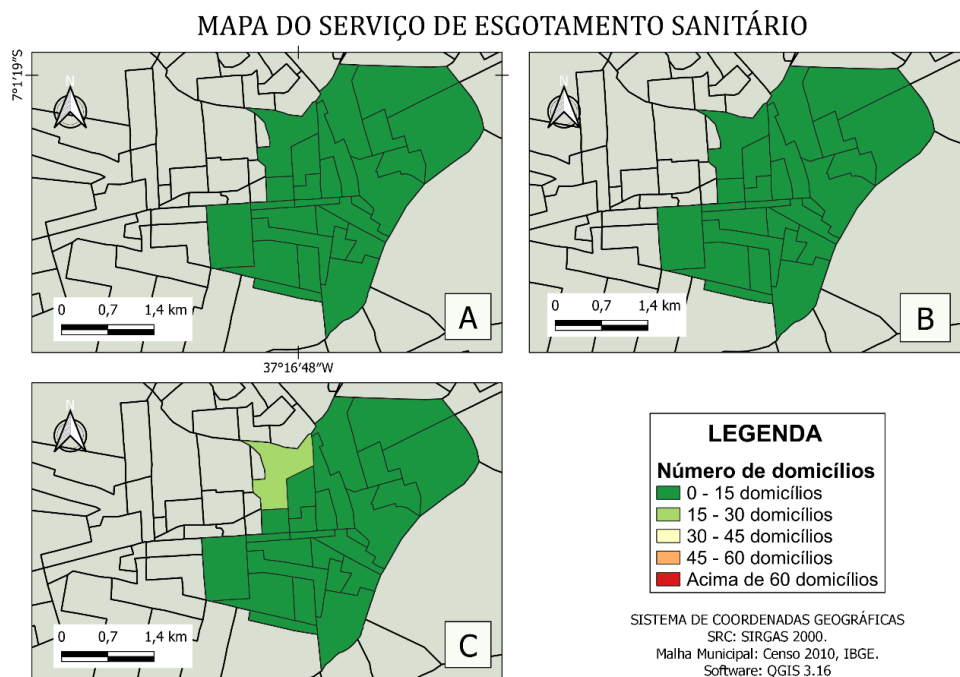 MAPA DO SERVIÇO DE ESGOTAMENTO SANITÁRIO
7°1'19"S
N
0 0,7 1,4 km
A
37°16'48"W
N
0 0,7 1,4 km
B
N
0 0,7 1,4 km
C
LEGENDA
Número de domicílios
0 - 15 domicílios
15 - 30 domicílios
30 - 45 domicílios
45 - 60 domicílios
Acima de 60 domicílios
SISTEMA DE COORDENADAS GEOGRÁFICAS
SRC: SIRGAS 2000.
Malha Municipal: Censo 2010, IBGE.
Software: QGIS 3.16